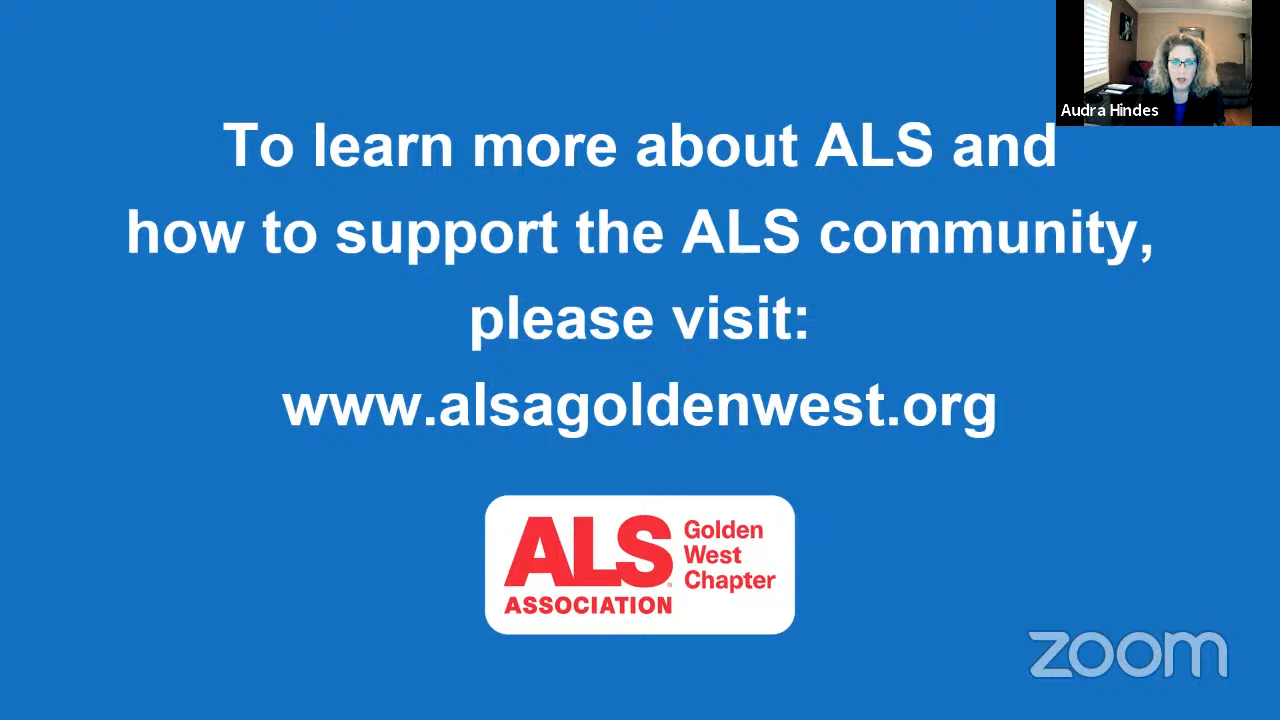 Audra Hindes
To learn more about ALS and
how to support the ALS community,
please visit:
www.alsagoldenwest.org
ALS
ASSOCIATION
Golden
West
Chapter
zoom